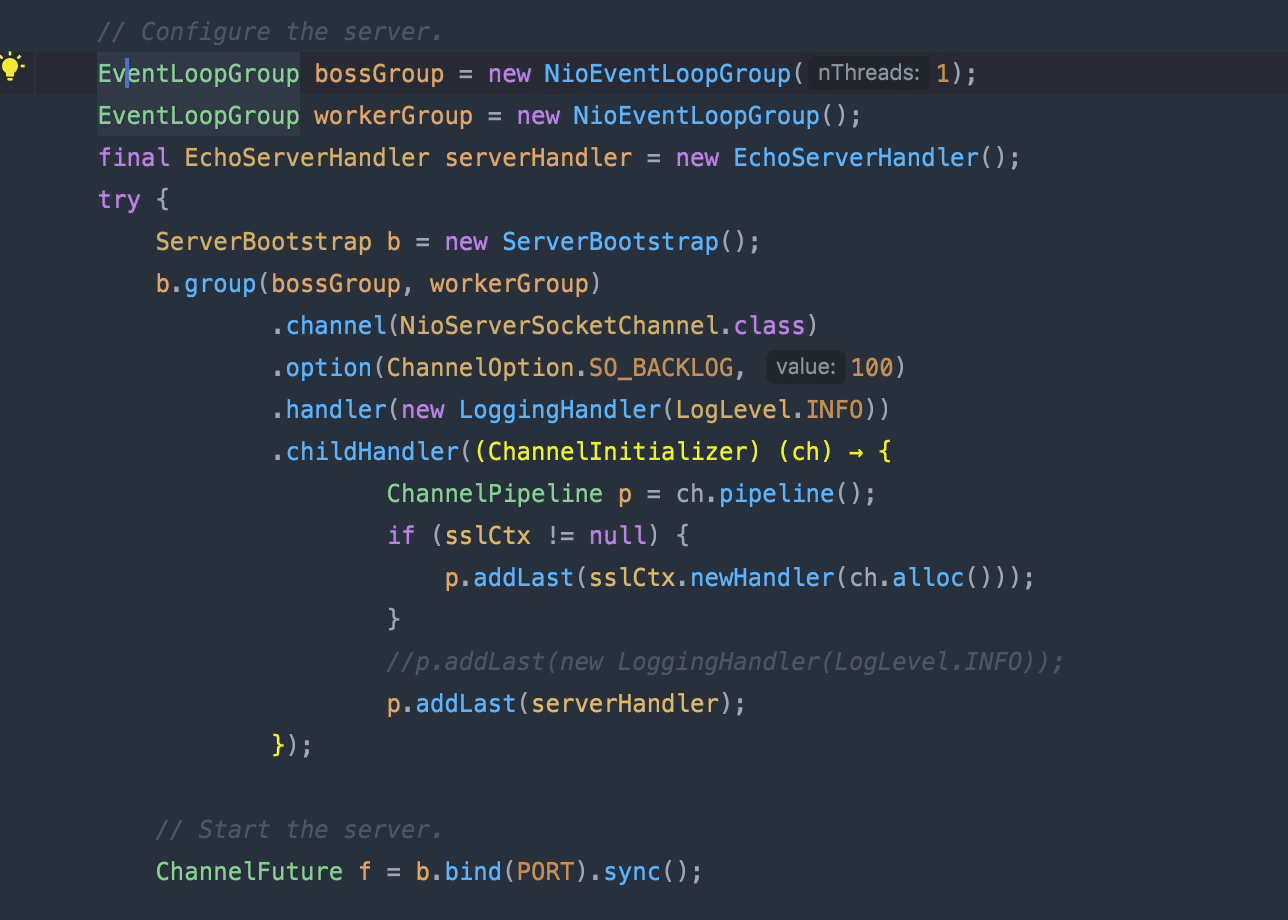 // Configure the server.
EventLoopGroup bossGroup = new NioEventLoopGroup( nThreads: 1);
EventLoopGroup workerGroup = new NioEventLoopGroup();
final EchoServerHandler serverHandler = new EchoServerHandler();
try {
ServerBootstrap b = new ServerBootstrap();
b.group(bossGroup, workerGroup)
.channel(NioServerSocketChannel.class)
.option(ChannelOption.SO_BACKLOG, value: 100)
.handler(new LoggingHandler(LogLevel.INFO))
.childHandler((ChannelInitializer) (ch) → {
ChannelPipeline p = ch.pipeline();
if (sslCtx != null) {
p.addLast(sslCtx.newHandler(ch.alloc()));
}
//p.addLast(new LoggingHandler(LogLevel.INFO));
p.addLast(serverHandler);
});
// Start the server.
ChannelFuture f = b.bind(PORT).sync();